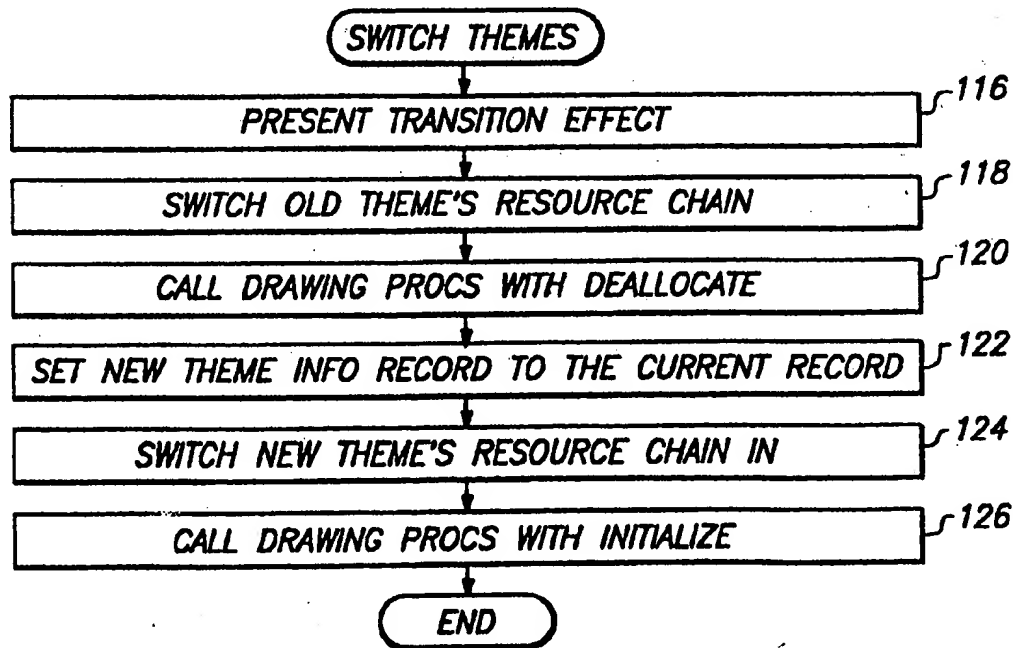 SWITCH THEMES
PRESENT TRANSITION EFFECT
116
SWITCH OLD THEME'S RESOURCE CHAIN
118
CALL DRAWING PROCS WITH DEALLOCATE
120
SET NEW THEME INFO RECORD TO THE CURRENT RECORD
122
SWITCH NEW THEME'S RESOURCE CHAIN IN
124
CALL DRAWING PROCS WITH INITIALIZE
126
END